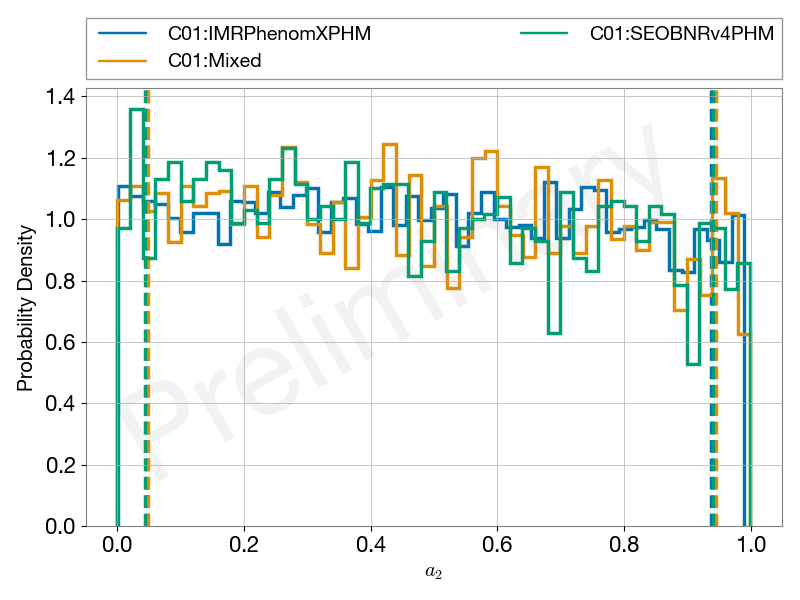 C01:IMRPhenomXPHM
C01:Mixed
C01:SEOBNRv4PHM
1.4
1.2
1.0
0.8
0.6
0.4
0.2
0.0
Probability Density
Preliminary
0.0 0.2 0.4 0.6 0.8 1.0
a₂